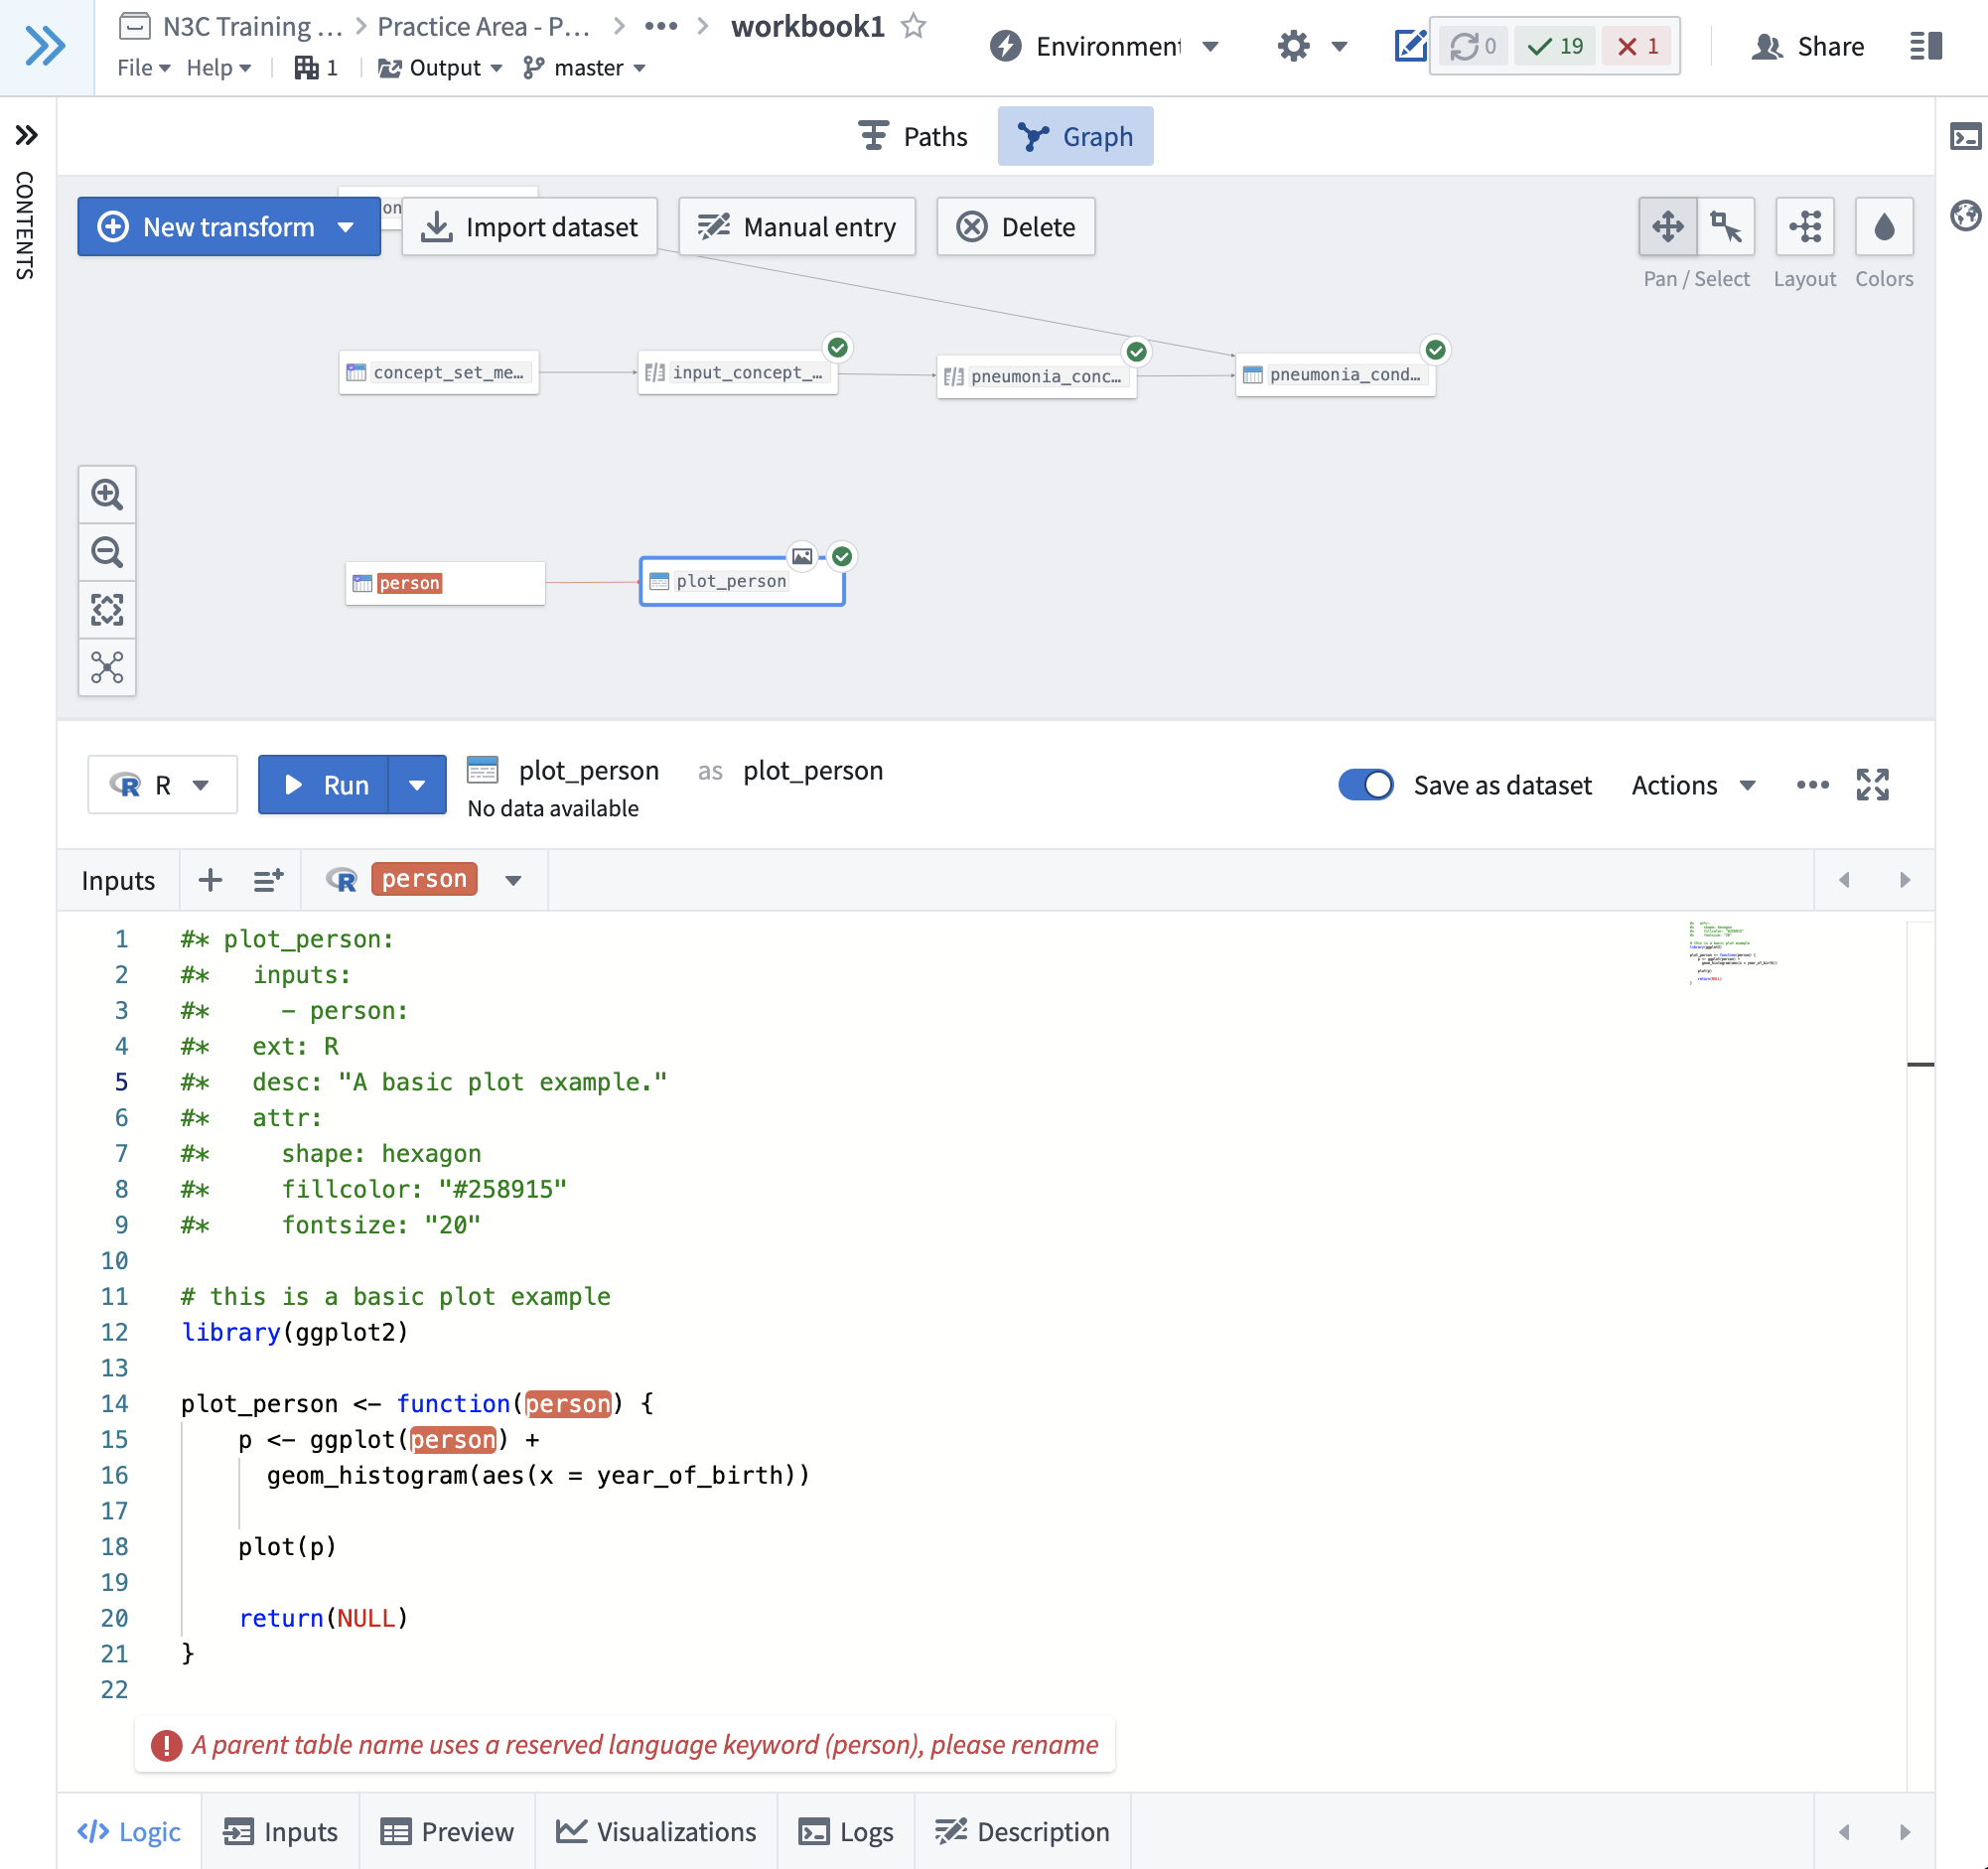 N3C Training ... Practice Area - P... ••• workbook1
File Help 1 Output master
Environment
0 19 1
Share
CONTENTS
Paths Graph
New transform Import dataset Manual entry Delete
on
Pan / Select Layout Colors
concept_set_me… input_concept_… pneumonia_conc… pneumonia_cond…
person plot_person
R Run plot_person as plot_person
No data available
Save as dataset Actions
Inputs R person
1 #* plot_person:
2 #*   inputs:
3 #*     - person:
4 #*   ext: R
5 #*   desc: "A basic plot example."
6 #*   attr:
7 #*     shape: hexagon
8 #*     fillcolor: "#258915"
9 #*     fontsize: "20"
10
11 # this is a basic plot example
12 library(ggplot2)
13
14 plot_person <- function(person) {
15     p <- ggplot(person) +
16       geom_histogram(aes(x = year_of_birth))
17
18     plot(p)
19
20     return(NULL)
21 }
22
A parent table name uses a reserved language keyword (person), please rename
</> Logic Inputs Preview Visualizations Logs Description